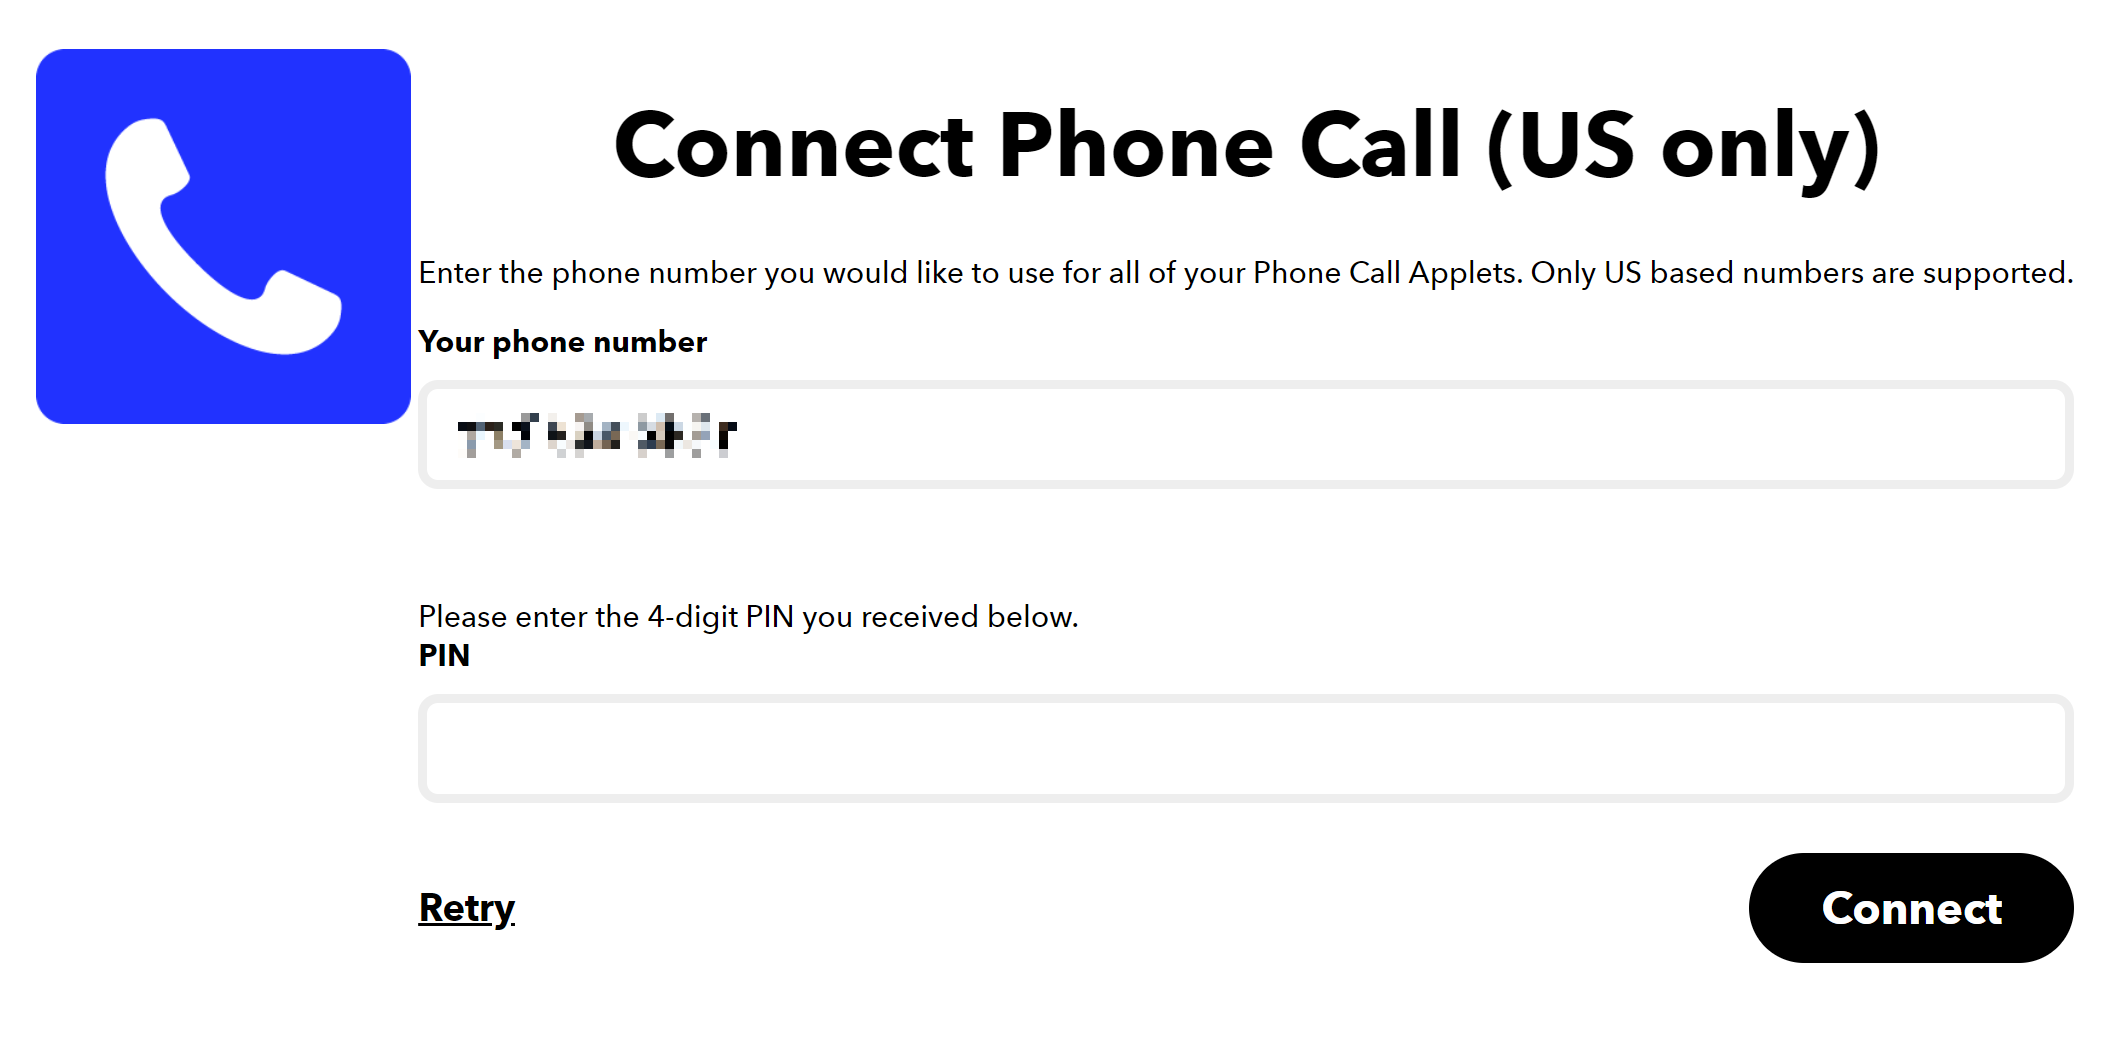 Connect Phone Call (US only)
Enter the phone number you would like to use for all of your Phone Call Applets. Only US based numbers are supported.
Your phone number
Please enter the 4-digit PIN you received below.
PIN
Retry
Connect